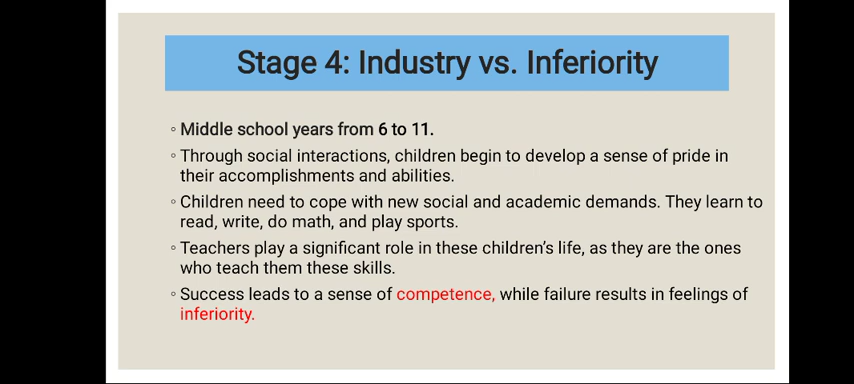 Stage 4: Industry vs. Inferiority
◦ Middle school years from 6 to 11.
◦ Through social interactions, children begin to develop a sense of pride in
their accomplishments and abilities.
◦ Children need to cope with new social and academic demands. They learn to
read, write, do math, and play sports.
◦ Teachers play a significant role in these children's life, as they are the ones
who teach them these skills.
◦ Success leads to a sense of competence, while failure results in feelings of
inferiority.